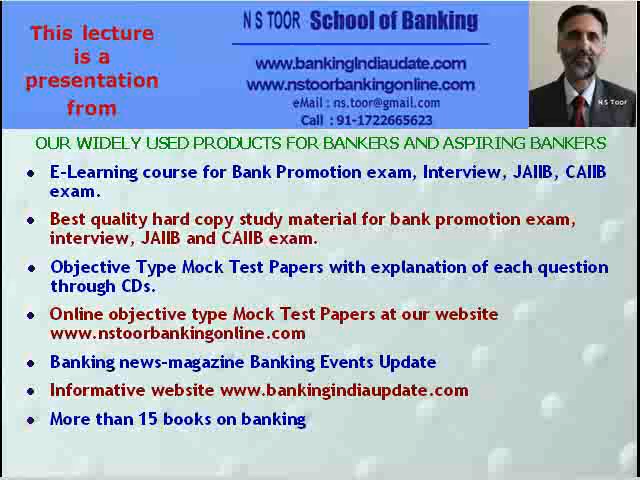 This lecture
is a
presentation
from
N S TOOR School of Banking
www.bankingIndiaudate.com
www.nstoorbankingonline.com
eMail : ns.toor@gmail.com
Call : 91-1722665623
N S Toor
OUR WIDELY USED PRODUCTS FOR BANKERS AND ASPIRING BANKERS
• E-Learning course for Bank Promotion exam, Interview, JAIIB, CAIIB
exam.
• Best quality hard copy study material for bank promotion exam,
interview, JAIIB and CAIIB exam.
• Objective Type Mock Test Papers with explanation of each question
through CDs.
• Online objective type Mock Test Papers at our website
www.nstoorbankingonline.com
• Banking news-magazine Banking Events Update
• Informative website www.bankingindiaupdate.com
• More than 15 books on banking